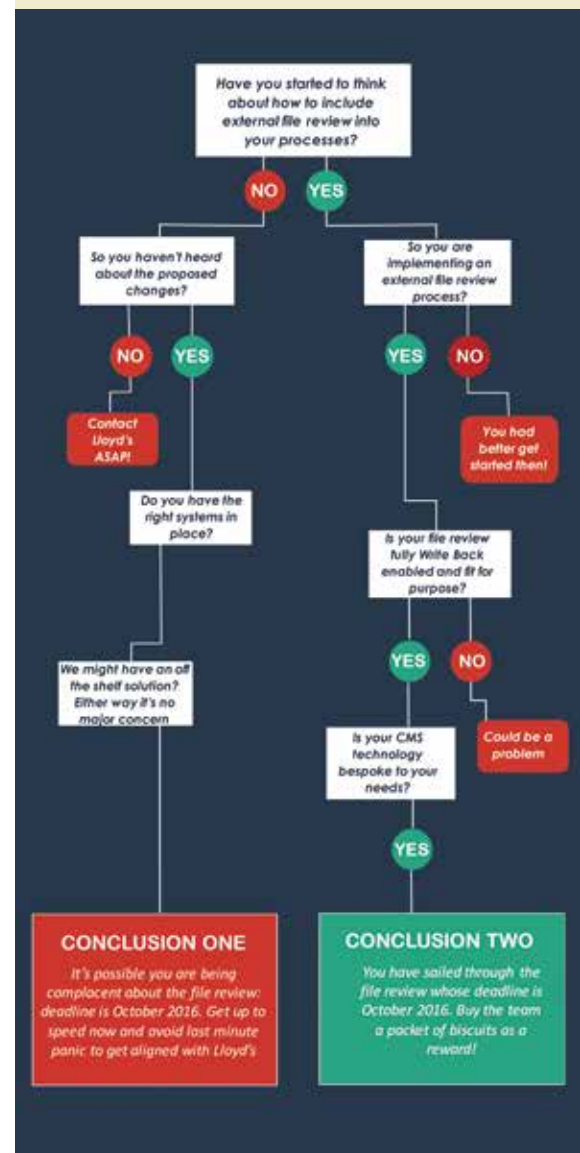 Have you started to think
about how to include
external file review into
your processes?
NO
YES
So you haven't heard
about the proposed
changes?
So you are
implementing an
external file review
process?
NO
YES
YES
NO
Contact
Lloyd's
ASAP!
You had
better get
started then!
Do you have the
right systems in
place?
Is your file review
fully Write Back
enabled and fit for
purpose?
YES
NO
We might have an off
the shelf solution?
Either way it's no
major concern
Is your CMS
technology
bespoke to your
needs?
Could be a
problem
YES
CONCLUSION ONE
It's possible you are being
complacent about the file review:
deadline is October 2016. Get up to
speed now and avoid last minute
panic to get aligned with Lloyd's
CONCLUSION TWO
You have sailed through the
file review whose deadline is
October 2016. Buy the team
a packet of biscuits as a
reward!